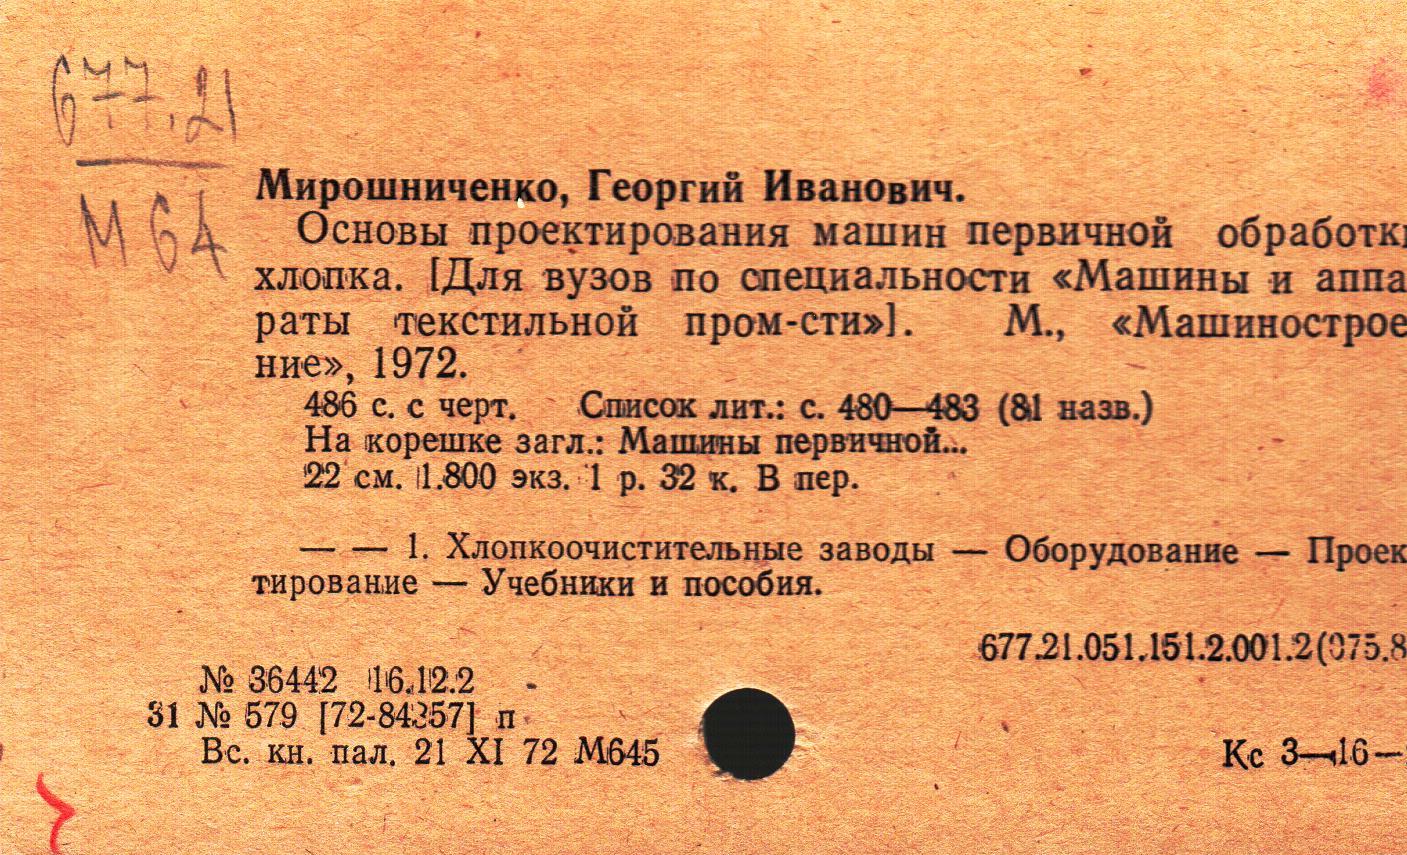 677.21
М64
Мирошниченко, Георгий Иванович.
Основы проектирования машин первичной обработки
хлопка. [Для вузов по специальности «Машины и аппа
раты текстильной пром-сти»]. М., «Машинострое
ние», 1972.
486 с. с черт. Список лит.: с. 480—483 (81 назв.)
На корешке загл.: Машины первичной...
22 см. 1.800 экз. 1 р. 32 к. В пер.
— — 1. Хлопкоочистительные заводы — Оборудование — Проек
тирование — Учебники и пособия.
677.21.051.151.2.001.2(075.8
№ 36442 16.12.2
31 № 579 [72-84357] п
Вс. кн. пал. 21 XI 72 М645
Кс 3—16—